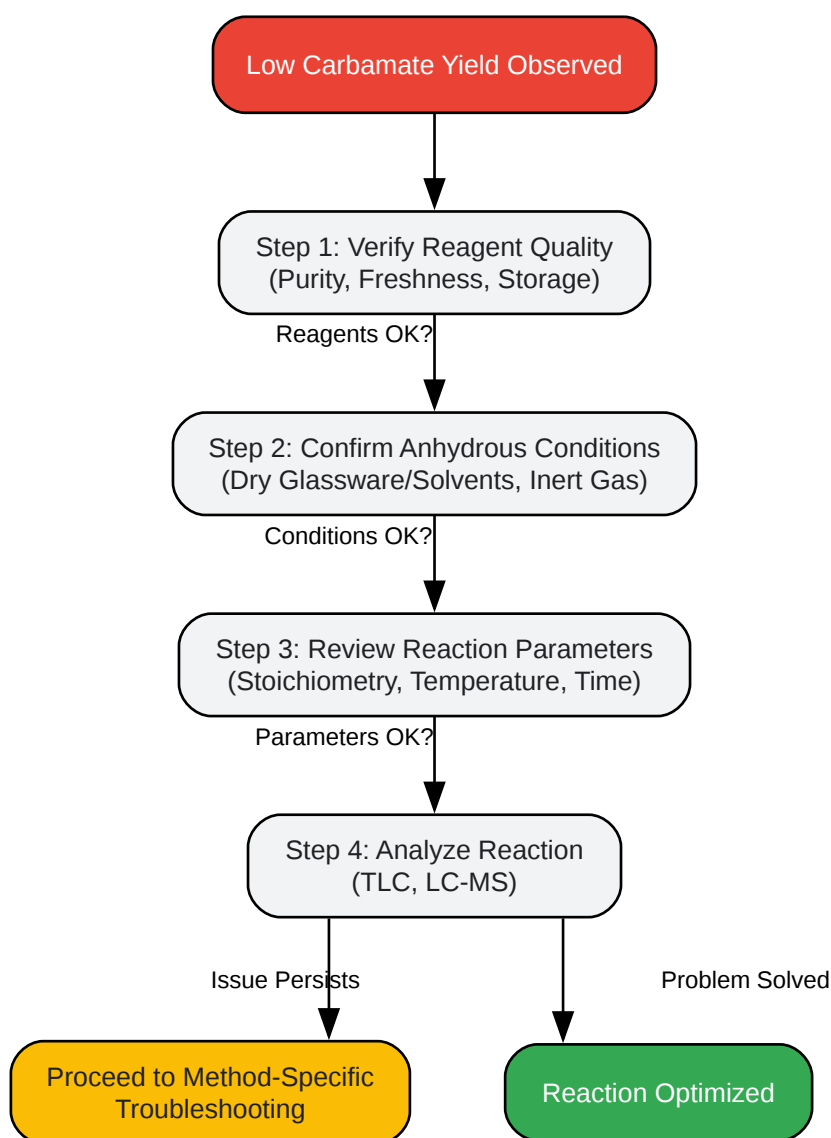 Low Carbamate Yield Observed
Step 1: Verify Reagent Quality
(Purity, Freshness, Storage)
Reagents OK?
Step 2: Confirm Anhydrous Conditions
(Dry Glassware/Solvents, Inert Gas)
Conditions OK?
Step 3: Review Reaction Parameters
(Stoichiometry, Temperature, Time)
Parameters OK?
Step 4: Analyze Reaction
(TLC, LC-MS)
Issue Persists
Problem Solved
Proceed to Method-Specific
Troubleshooting
Reaction Optimized